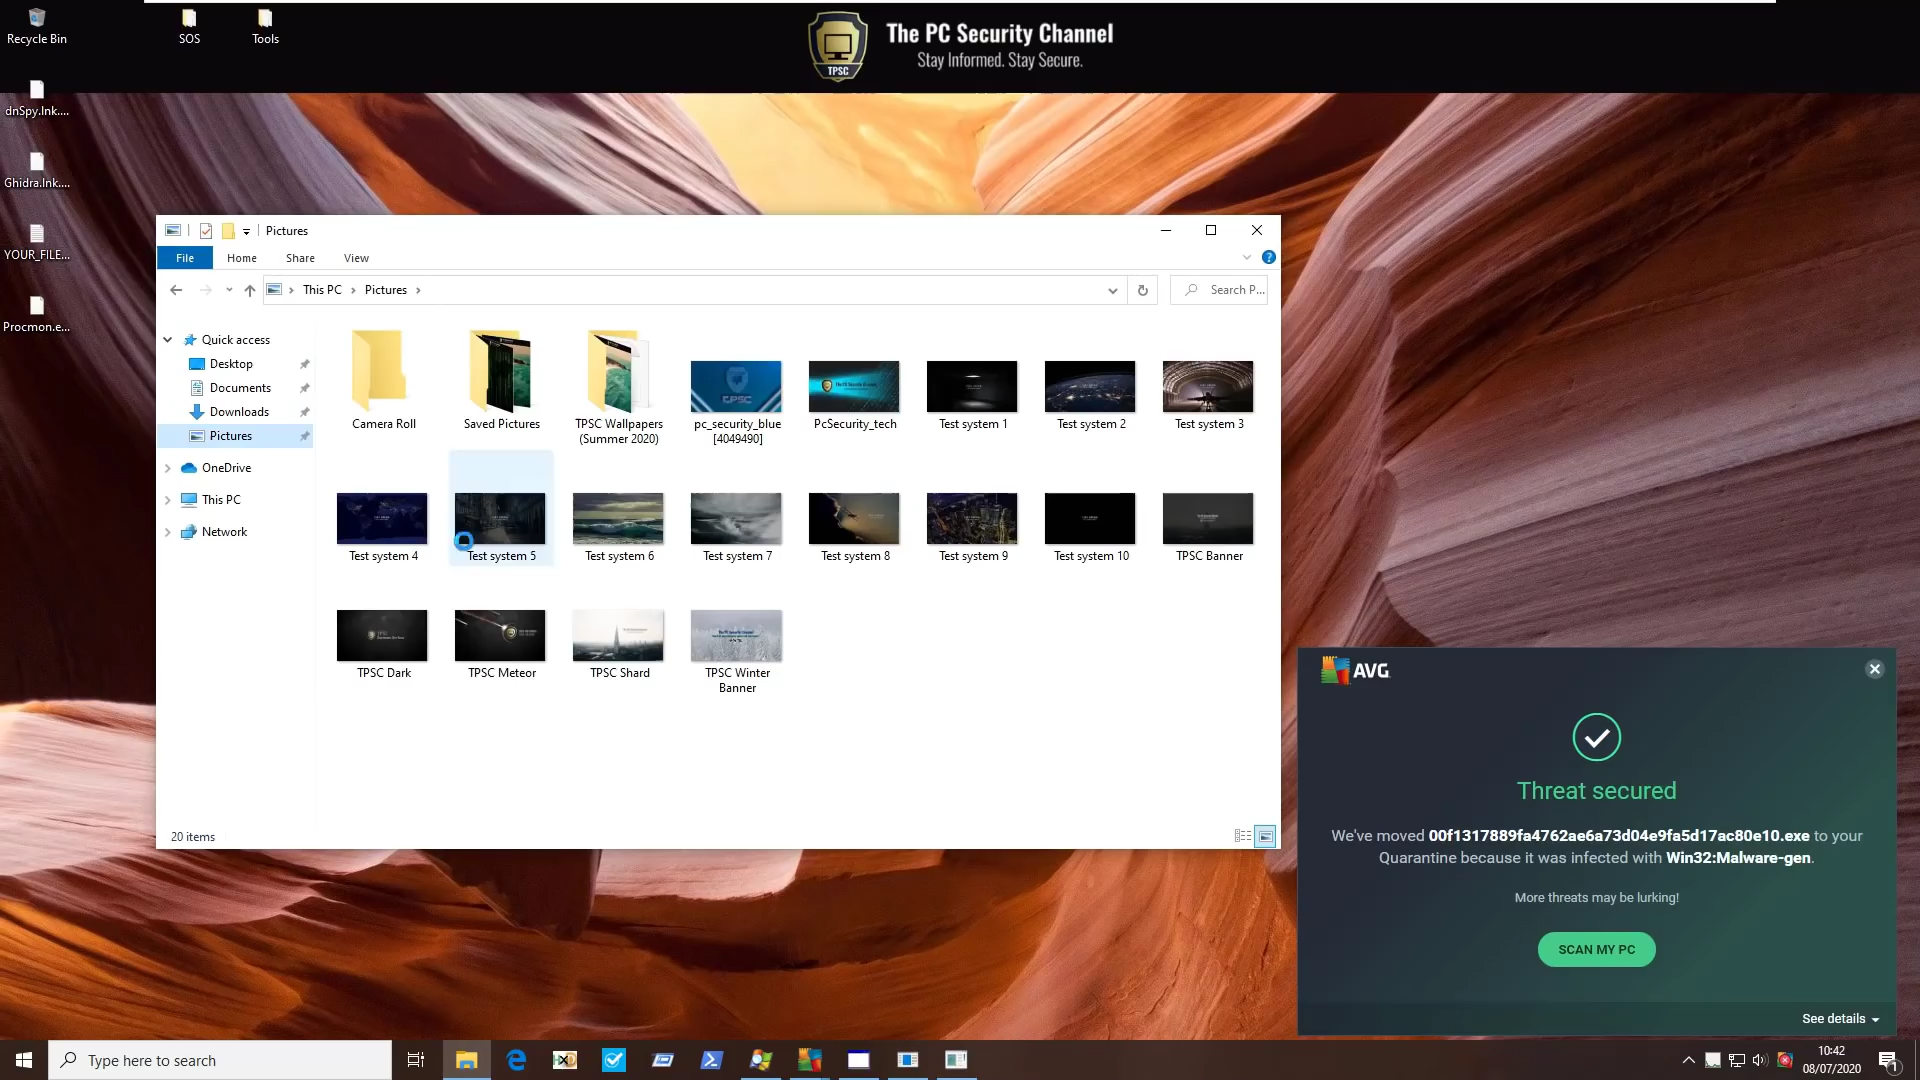 Recycle Bin
SOS
Tools
The PC Security Channel
Stay Informed. Stay Secure.
TPSC
dnSpy.lnk....
Ghidra.lnk....
YOUR_FILE...
Procmon.e...
Pictures
File
Home
Share
View
This PC
Pictures
Search P...
Quick access
Desktop
Documents
Downloads
Pictures
OneDrive
This PC
Network
Camera Roll
Saved Pictures
TPSC Wallpapers
(Summer 2020)
pc_security_blue
[4049490]
PcSecurity_tech
Test system 1
Test system 2
Test system 3
Test system 4
Test system 5
Test system 6
Test system 7
Test system 8
Test system 9
Test system 10
TPSC Banner
TPSC Dark
TPSC Meteor
TPSC Shard
TPSC Winter
Banner
20 items
AVG
Threat secured
We've moved 00f1317889fa4762ae6a73d04e9fa5d17ac80e10.exe to your
Quarantine because it was infected with Win32:Malware-gen.
More threats may be lurking!
SCAN MY PC
See details
Type here to search
10:42
08/07/2020
1